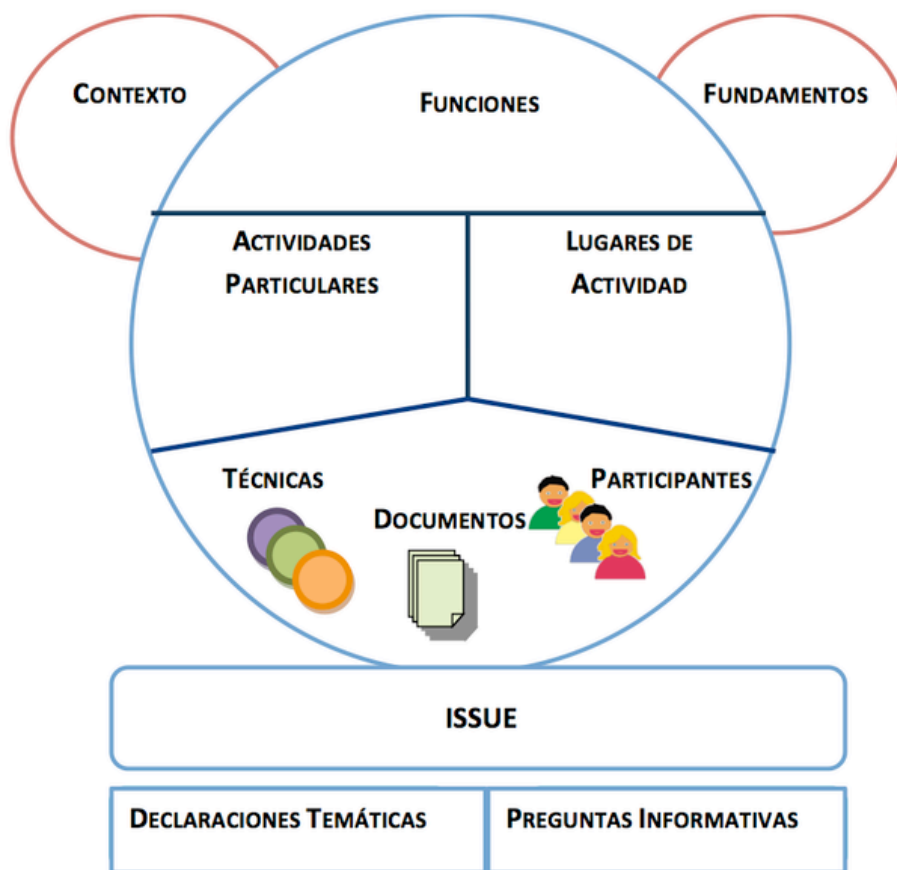 CONTEXTO
FUNCIONES
FUNDAMENTOS
ACTIVIDADES
PARTICULARES
LUGARES DE
ACTIVIDAD
TÉCNICAS
DOCUMENTOS
PARTICIPANTES
ISSUE
DECLARACIONES TEMÁTICAS
PREGUNTAS INFORMATIVAS